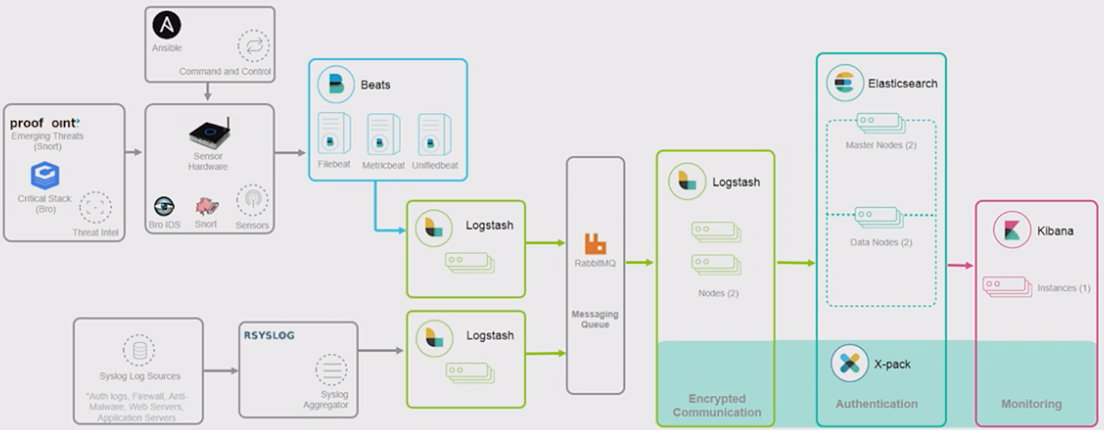 Ansible
Command and Control
proof oint
Emerging Threats
(Snort)
Critical Stack
(Bro)
Threat Intel
Sensor
Hardware
Bro IDS
Snort
Sensors
Beats
Filebeat
Metricbeat
Unifiedbeat
Logstash
Syslog Log Sources
"Auth logs, Firewall, Anti-
Malware, Web Servers,
Application Servers
RSYSLOG
Syslog
Aggregator
Logstash
RabbitMQ
Messaging
Queue
Logstash
Nodes (2)
Encrypted
Communication
Elasticsearch
Master Nodes (2)
Data Nodes (2)
X-pack
Authentication
Kibana
Instances (1)
Monitoring